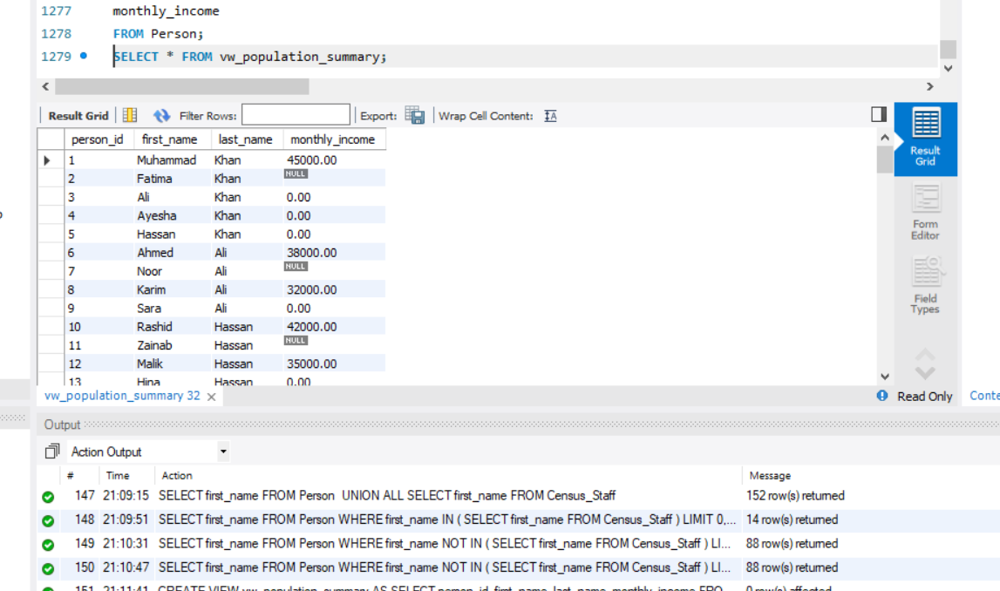 1277 monthly_income
1278 FROM Person;
1279 SELECT * FROM vw_population_summary;
Result Grid Filter Rows: Export: Wrap Cell Content: IA
person_id first_name last_name monthly_income
1 Muhammad Khan 45000.00
2 Fatima Khan NULL
3 Ali Khan 0.00
4 Ayesha Khan 0.00
5 Hassan Khan 0.00
6 Ahmed Ali 38000.00
7 Noor Ali NULL
8 Karim Ali 32000.00
9 Sara Ali 0.00
10 Rashid Hassan 42000.00
11 Zainab Hassan NULL
12 Malik Hassan 35000.00
13 Hina Hassan 0.00
Result
Grid
Form
Editor
Field
Types
vw_population_summary 32 Read Only Conte
Output
Action Output
# Time Action Message
147 21:09:15 SELECT first_name FROM Person UNION ALL SELECT first_name FROM Census_Staff 152 row(s) returned
148 21:09:51 SELECT first_name FROM Person WHERE first_name IN ( SELECT first_name FROM Census_Staff ) LIMIT 0,... 14 row(s) returned
149 21:10:31 SELECT first_name FROM Person WHERE first_name NOT IN ( SELECT first_name FROM Census_Staff ) LI... 88 row(s) returned
150 21:10:47 SELECT first_name FROM Person WHERE first_name NOT IN ( SELECT first_name FROM Census_Staff ) LI... 88 row(s) returned
151 21:11:41 CREATE VIEW vw_population_summary AS SELECT person_id, first_name, last_name, monthly_income FRO... 0 row(s) affected